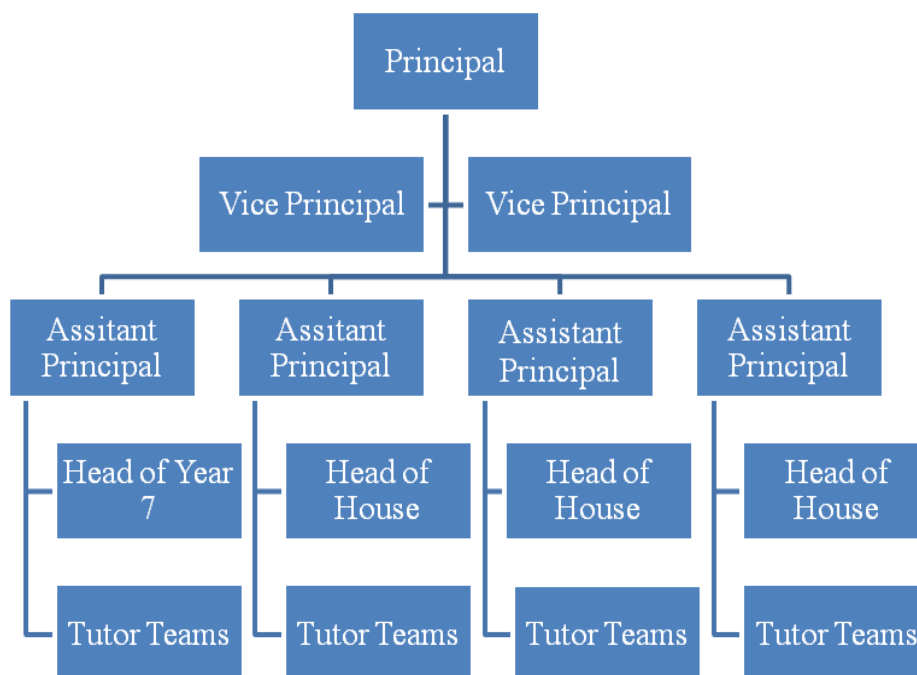 Principal
Vice Principal
Vice Principal
Assitant
Principal
Assitant
Principal
Assistant
Principal
Assistant
Principal
Head of Year
7
Head of
House
Head of
House
Head of
House
Tutor Teams
Tutor Teams
Tutor Teams
Tutor Teams